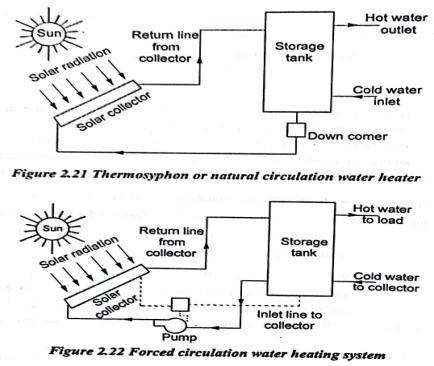 Sun
Solar radiation
Solar collector
Return line
from
collector
Storage
tank
Hot water
outlet
Cold water
inlet
Down comer
Figure 2.21 Thermosyphon or natural circulation water heater
Sun
Solar radiation
Solar
collector
Return line
from
collector
Storage
tank
Hot water
to load
Cold water
to collector
Inlet line to
collector
Pump
Figure 2.22 Forced circulation water heating system